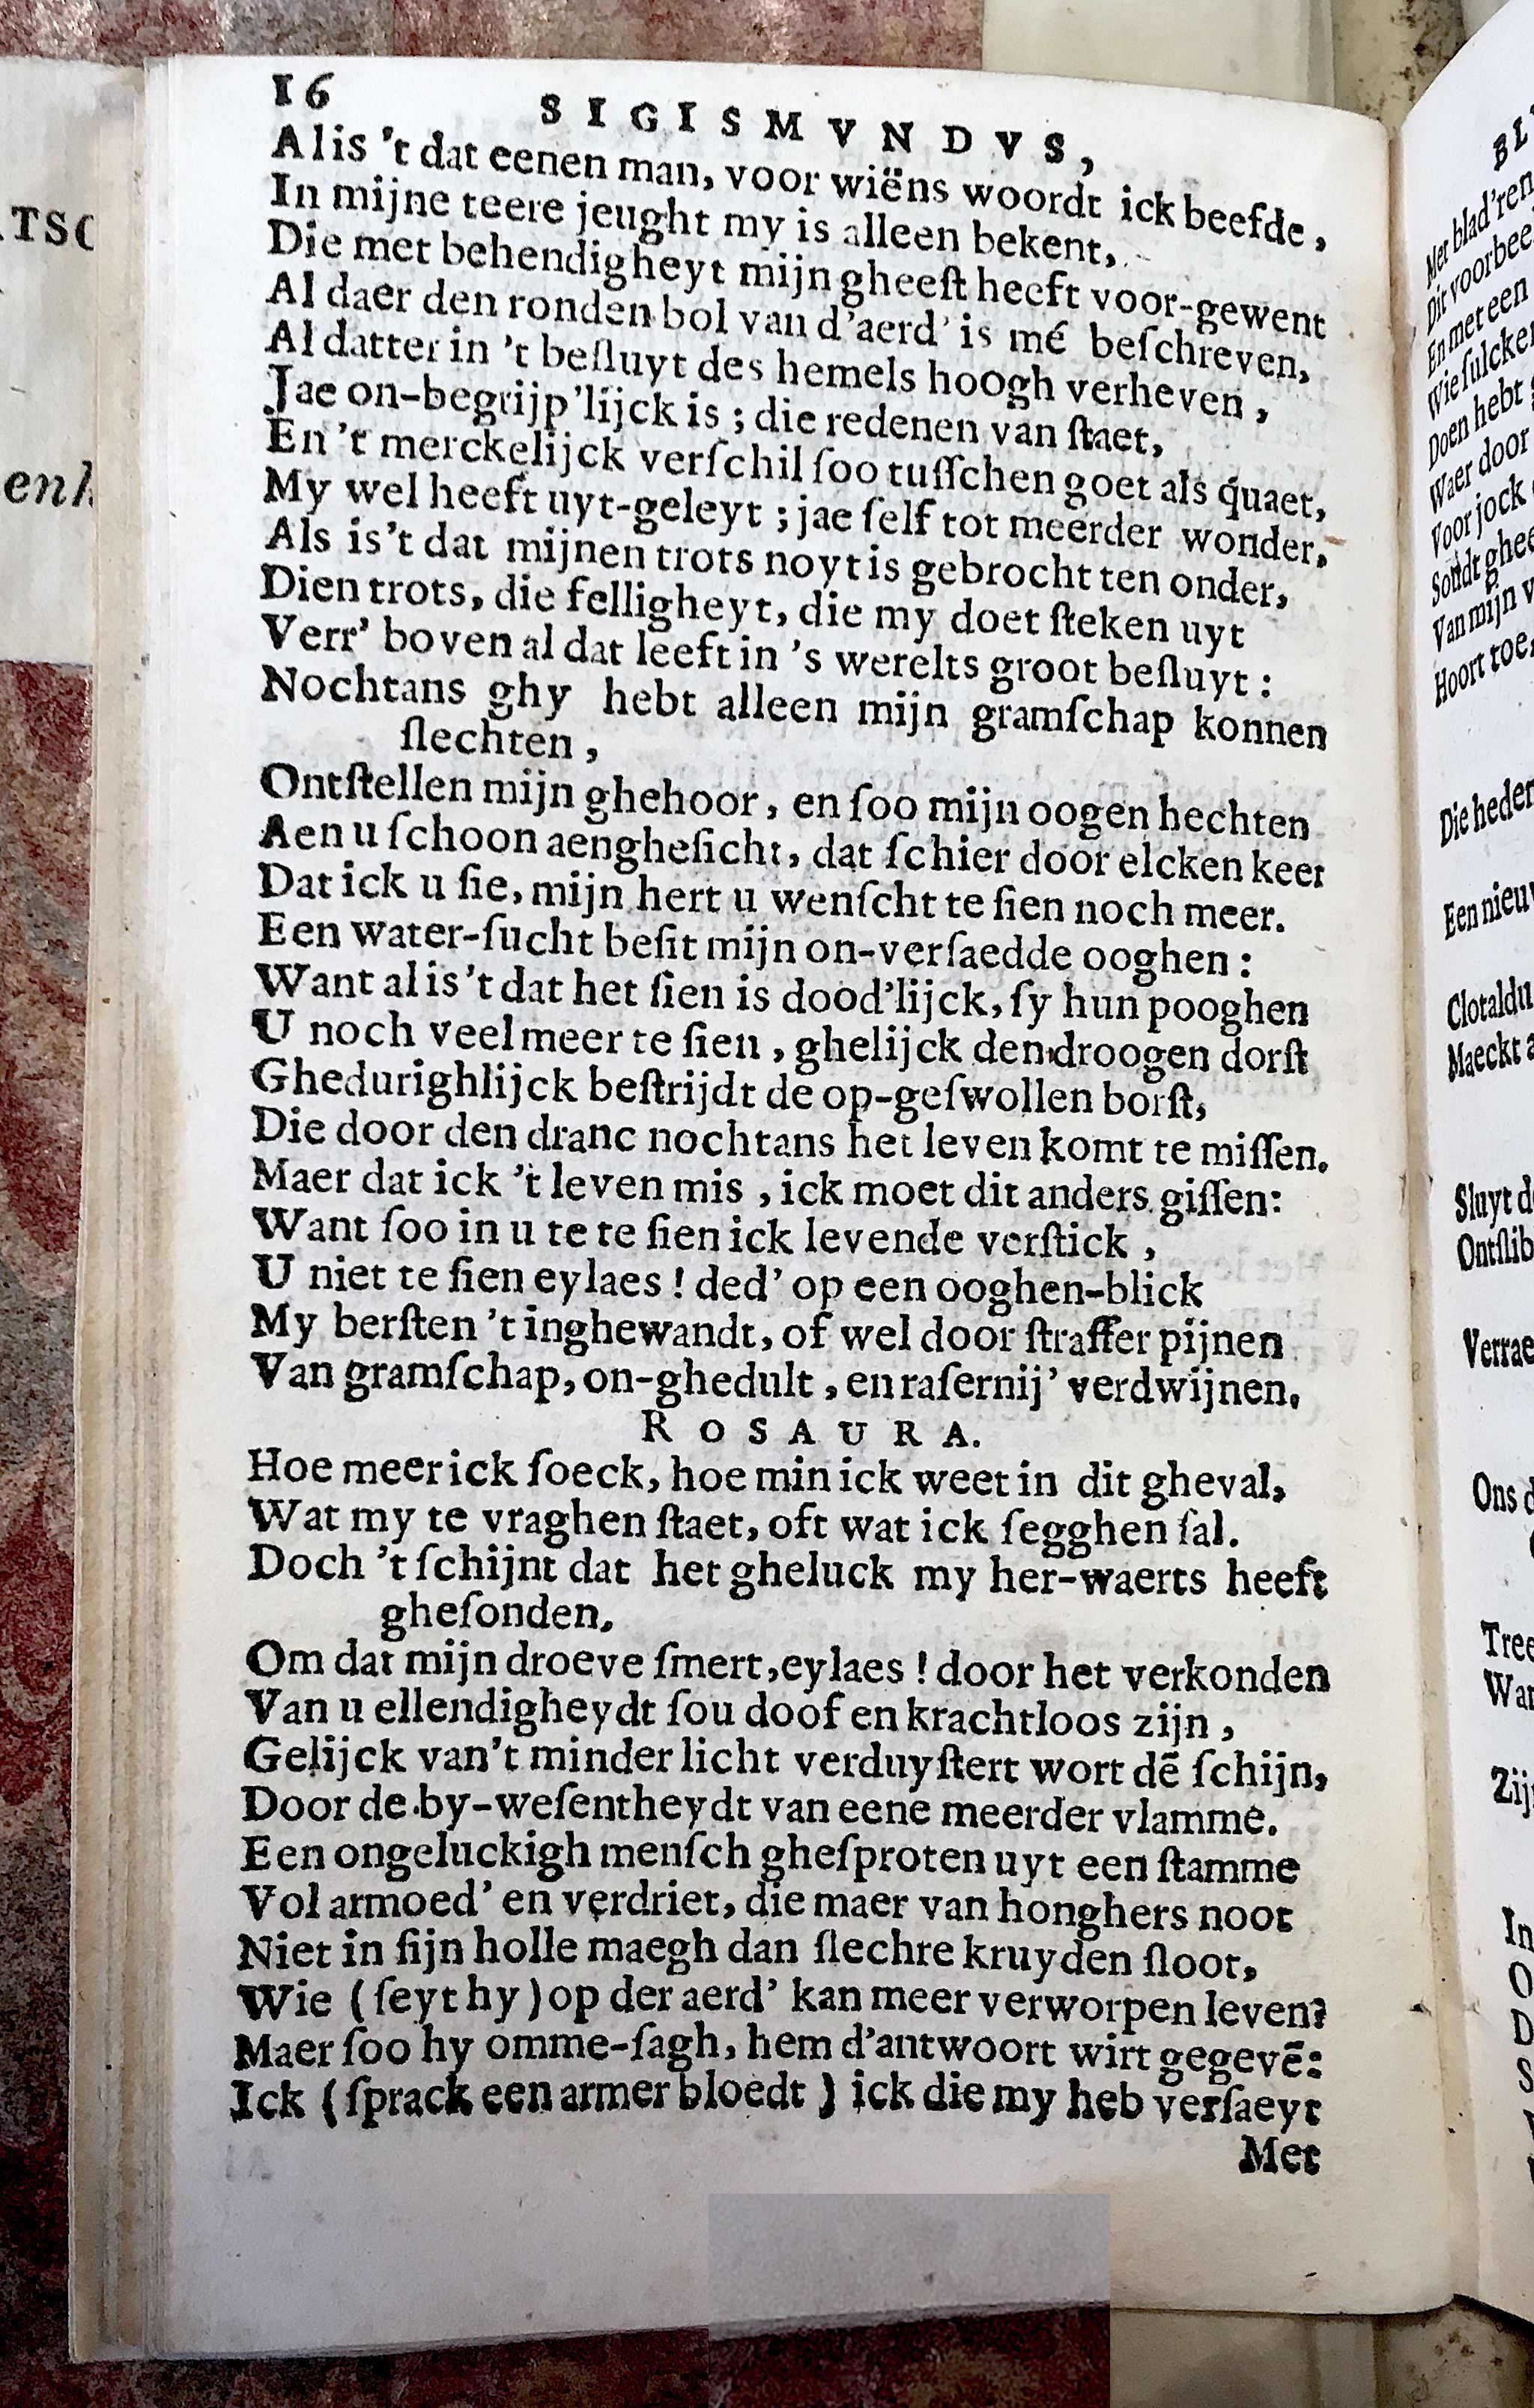 16
SIGISMVNDVS,
Al is 't dat eenen man, voor wiëns woordt ick beefde,
In mijne teere jeught my is alleen bekent,
Die met behendigheyt mijn gheeſt heeft voor-gewent
Al daer den ronden bol van d'aerd' is mé beſchreven,
Al datter in 't beſluyt des hemels hoogh verheven,
Jae on-begrijp'lijck is; die redenen van ſtaet,
En 't merckelijck verſchil ſoo tuſſchen goet als quaet,
My wel heeft uyt-geleyt; jae ſelf tot meerder wonder,
Als is't dat mijnen trots noyt is gebrocht ten onder,
Dien trots, die felligheyt, die my doet ſteken uyt
Verr' boven al dat leeft in 's werelts groot beſluyt:
Nochtans ghy hebt alleen mijn gramſchap konnen
ſlechten,
Ontſtellen mijn ghehoor, en ſoo mijn oogen hechten
Aen u ſchoon aengheſicht, dat ſchier door elcken keer
Dat ick u ſie, mijn hert u wenſcht te ſien noch meer.
Een water-ſucht beſit mijn on-verſaedde ooghen:
Want al is 't dat het ſien is dood'lijck, ſy hun pooghen
U noch veel meer te ſien, ghelijck den droogen dorſt
Ghedurighlijck beſtrijdt de op-geſwollen borſt,
Die door den dranc nochtans het leven komt te miſſen.
Maer dat ick 't leven mis, ick moet dit anders giſſen:
Want ſoo in u te te ſien ick levende verſtick,
U niet te ſien eylaes! ded' op een ooghen-blick
My berſten 't inghewandt, of wel door ſtraffer pijnen
Van gramſchap, on-ghedult, en raſernij' verdwijnen.
ROSAURA.
Hoe meer ick ſoeck, hoe min ick weet in dit gheval,
Wat my te vraghen ſtaet, oft wat ick ſegghen ſal.
Doch 't ſchijnt dat het gheluck my her-waerts heeft
gheſonden,
Om dat mijn droeve ſmert, eylaes! door het verkonden
Van u ellendigheydt ſou doof en krachtloos zijn,
Gelijck van't minder licht verduyſtert wort dē ſchijn,
Door de by-weſentheydt van eene meerder vlamme.
Een ongeluckigh menſch gheſproten uyt een ſtamme
Vol armoed' en verdriet, die maer van honghers noot
Niet in ſijn holle maegh dan ſlechte kruyden ſloot,
Wie (ſeyt hy) op der aerd' kan meer verworpen leven?
Maer ſoo hy omme-ſagh, hem d'antwoort wirt gegevē:
Ick (ſprack een armer bloedt) ick die my heb verſaeyt
Met